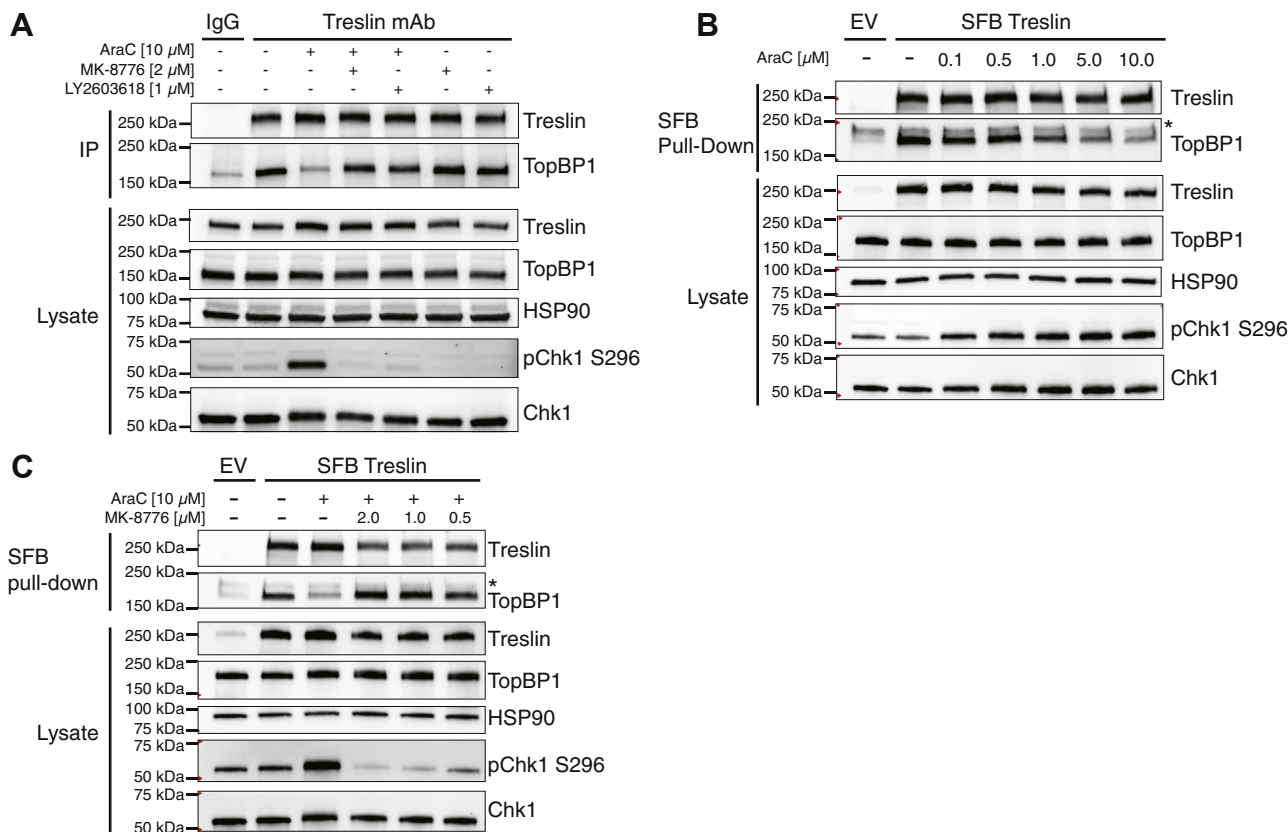 A
IgG Treslin mAb
AraC [10 µM] - - + + + - -
MK-8776 [2 µM] - - - + - + -
LY2603618 [1 µM] - - - - + - +
IP
250 kDa Treslin
250 kDa
150 kDa TopBP1
Lysate
250 kDa Treslin
250 kDa
150 kDa TopBP1
100 kDa
75 kDa HSP90
75 kDa
50 kDa pChk1 S296
75 kDa
50 kDa Chk1
B
EV SFB Treslin
AraC [µM] – – 0.1 0.5 1.0 5.0 10.0
SFB
Pull-Down
250 kDa Treslin
250 kDa *
150 kDa TopBP1
Lysate
250 kDa Treslin
250 kDa
150 kDa TopBP1
100 kDa
75 kDa HSP90
75 kDa
50 kDa pChk1 S296
75 kDa
50 kDa Chk1
C
EV SFB Treslin
AraC [10 µM] – – + + + +
MK-8776 [µM] – – – 2.0 1.0 0.5
SFB
pull-down
250 kDa Treslin
250 kDa *
150 kDa TopBP1
Lysate
250 kDa Treslin
250 kDa
150 kDa TopBP1
100 kDa
75 kDa HSP90
75 kDa
50 kDa pChk1 S296
75 kDa
50 kDa Chk1